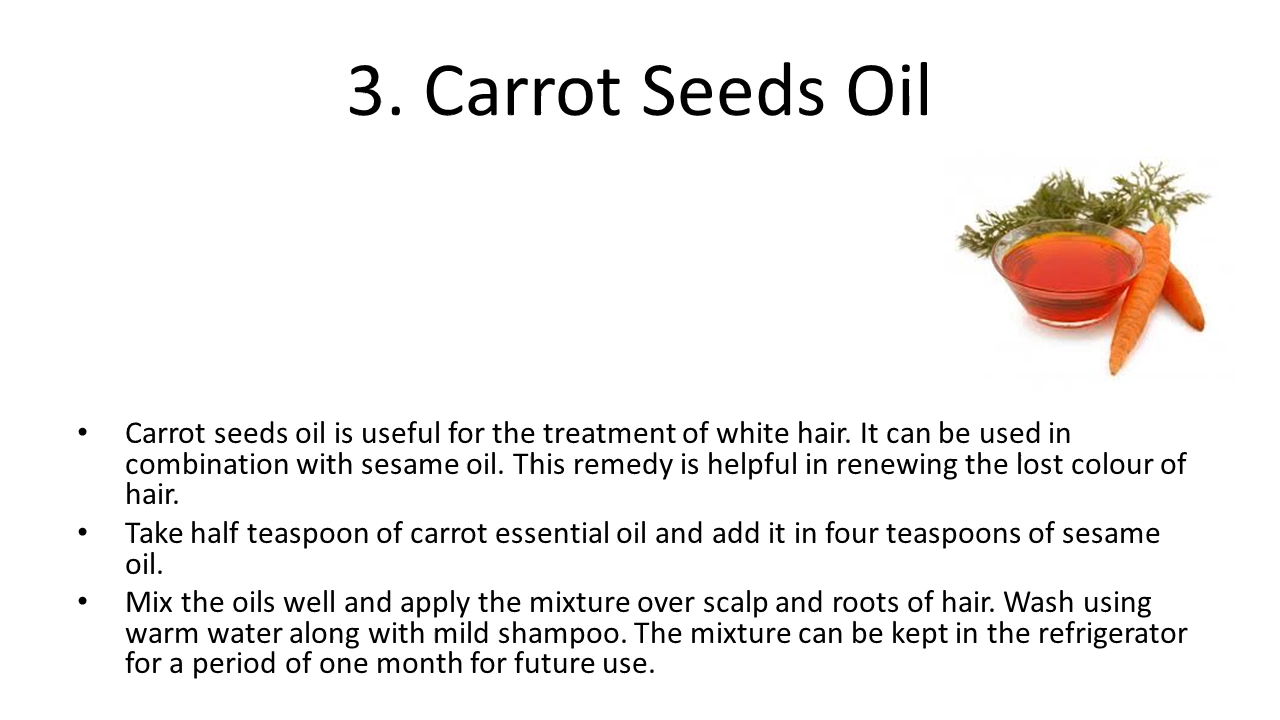 3. Carrot Seeds Oil
• Carrot seeds oil is useful for the treatment of white hair. It can be used in
combination with sesame oil. This remedy is helpful in renewing the lost colour of
hair.
• Take half teaspoon of carrot essential oil and add it in four teaspoons of sesame
oil.
• Mix the oils well and apply the mixture over scalp and roots of hair. Wash using
warm water along with mild shampoo. The mixture can be kept in the refrigerator
for a period of one month for future use.